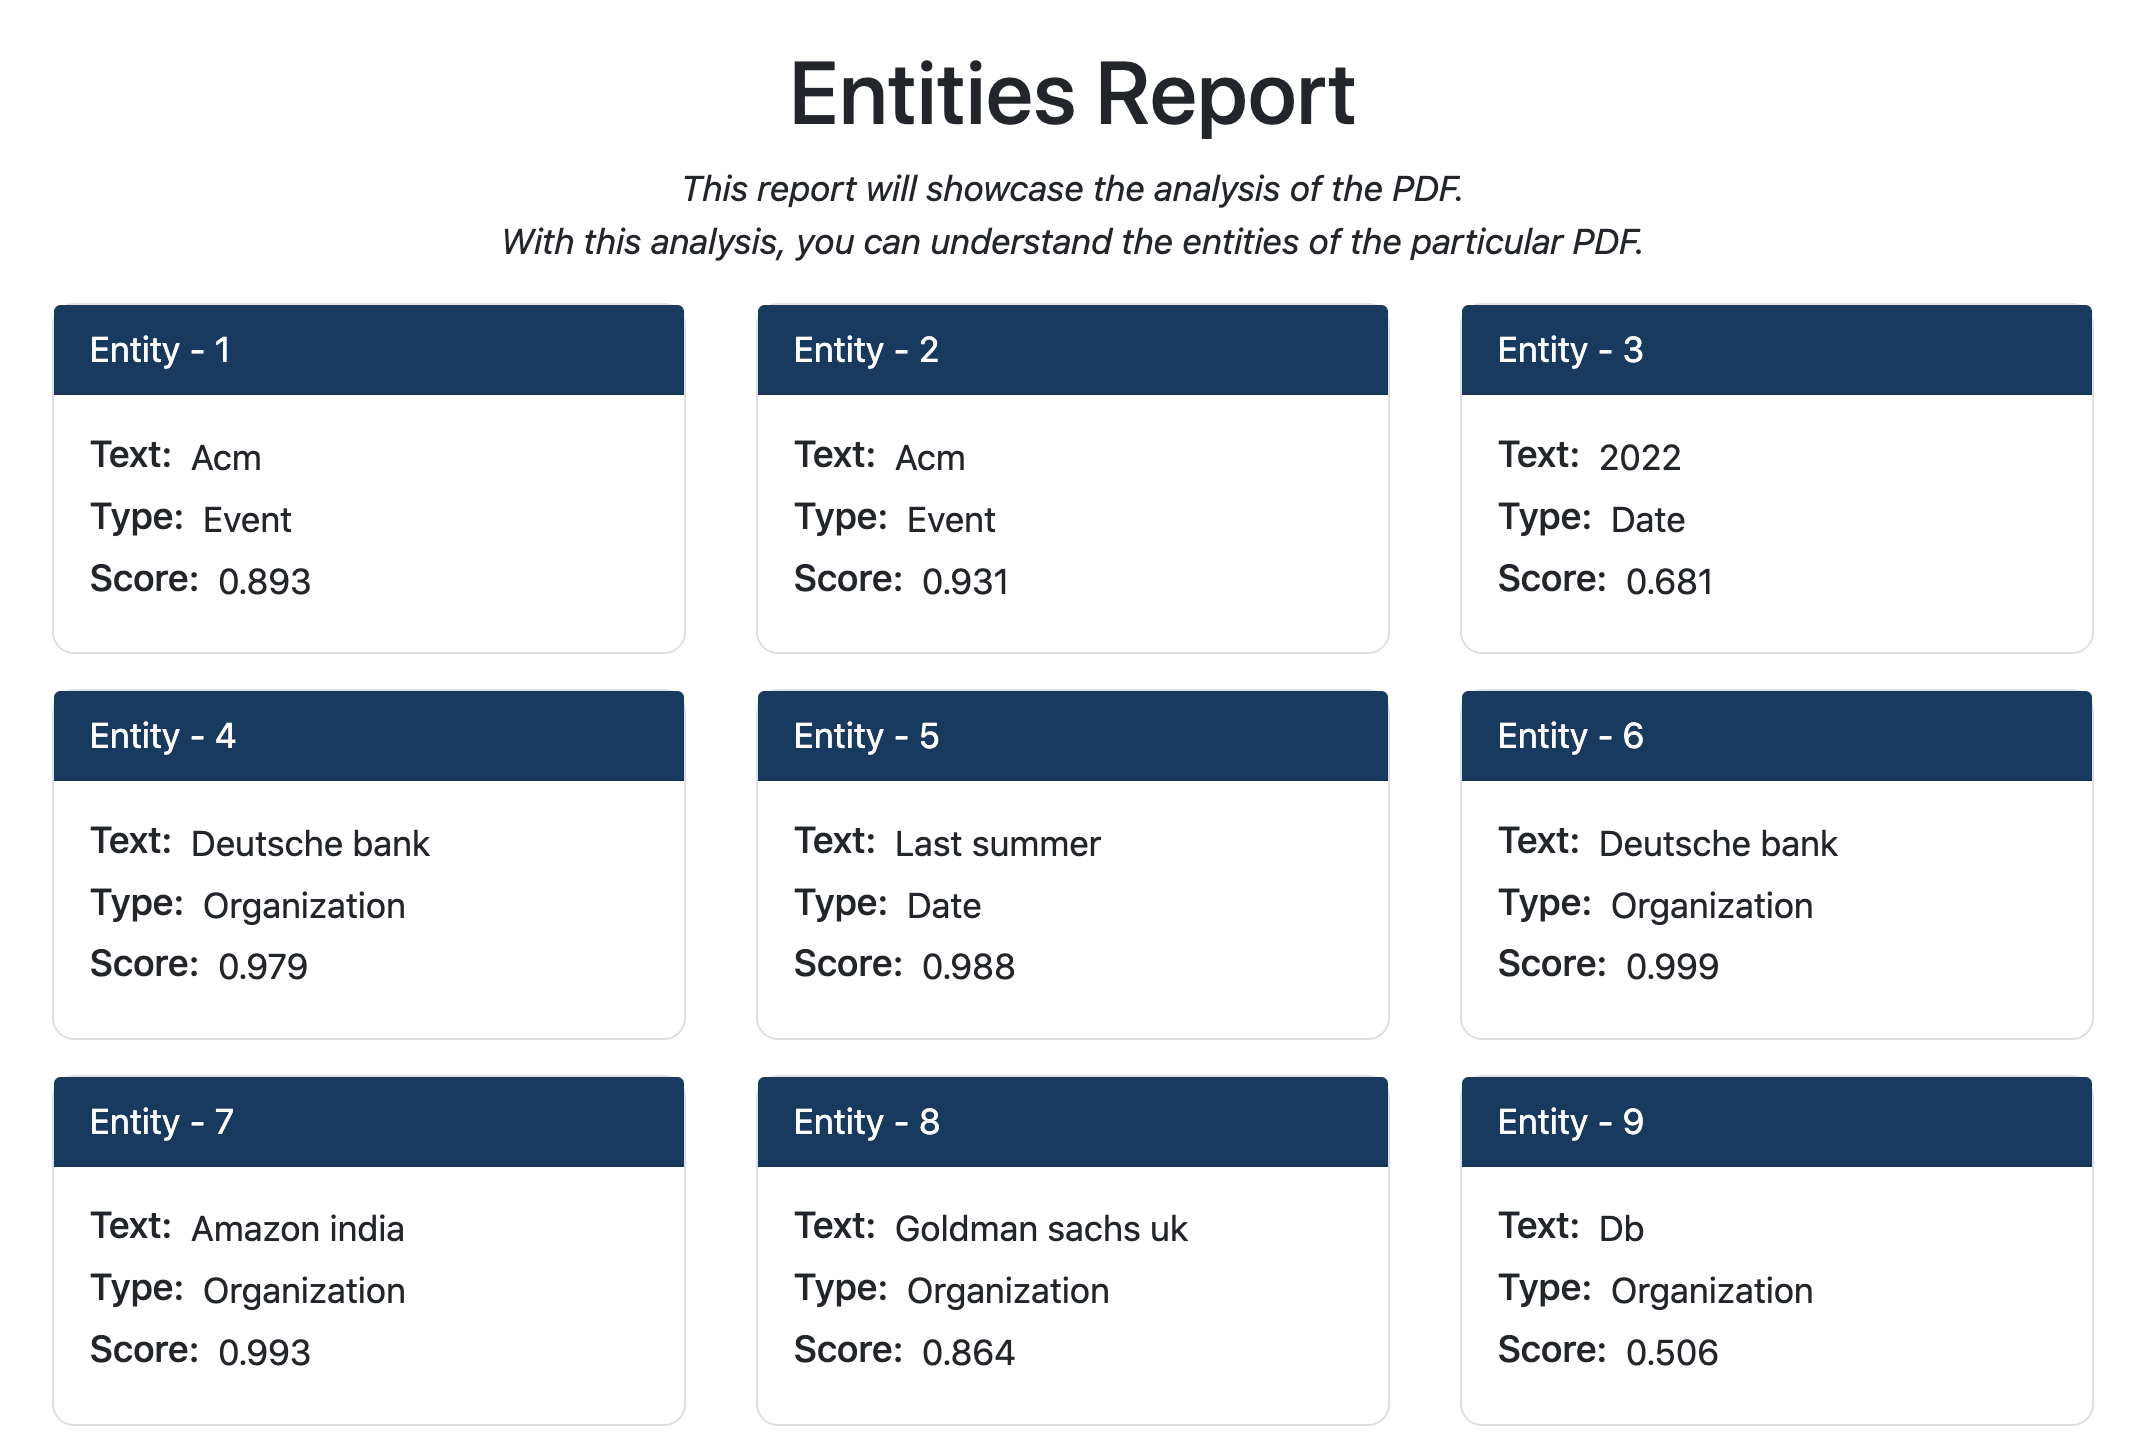 Entities Report
This report will showcase the analysis of the PDF.
With this analysis, you can understand the entities of the particular PDF.
Entity - 1
Text: Acm
Type: Event
Score: 0.893
Entity - 2
Text: Acm
Type: Event
Score: 0.931
Entity - 3
Text: 2022
Type: Date
Score: 0.681
Entity - 4
Text: Deutsche bank
Type: Organization
Score: 0.979
Entity - 5
Text: Last summer
Type: Date
Score: 0.988
Entity - 6
Text: Deutsche bank
Type: Organization
Score: 0.999
Entity - 7
Text: Amazon india
Type: Organization
Score: 0.993
Entity - 8
Text: Goldman sachs uk
Type: Organization
Score: 0.864
Entity - 9
Text: Db
Type: Organization
Score: 0.506